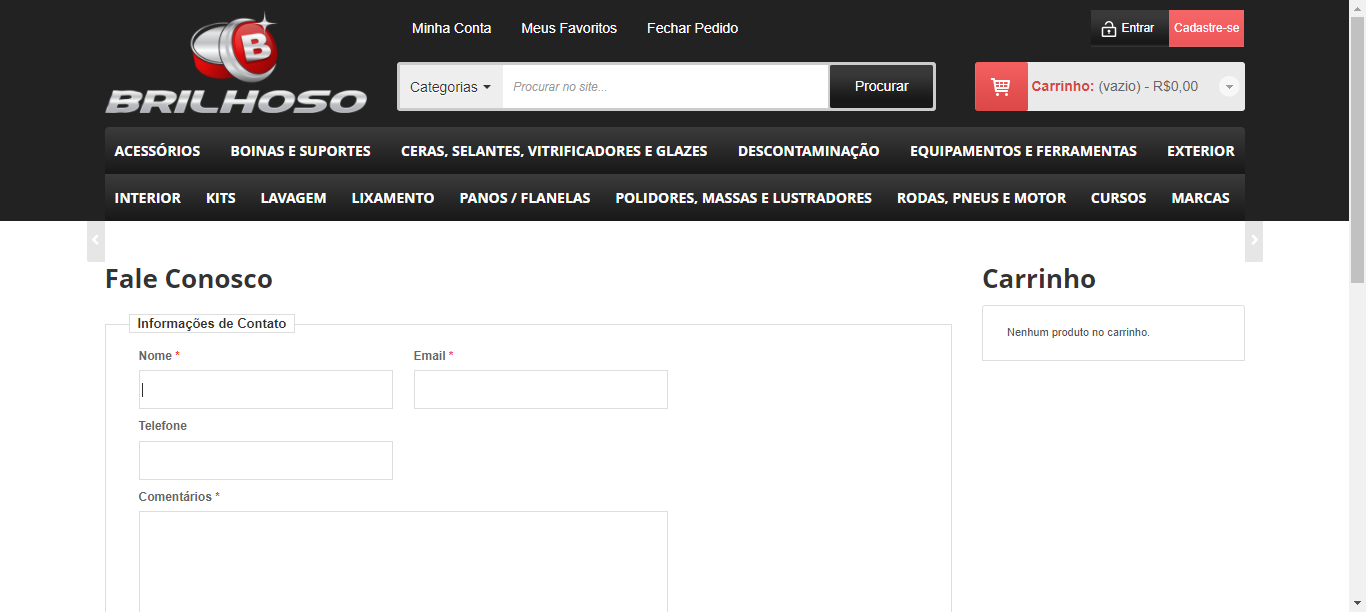 Minha Conta Meus Favoritos Fechar Pedido Entrar Cadastre-se
B
BRILHOSO
Categorias Procurar no site... Procurar Carrinho: (vazio) - R$0,00
ACESSÓRIOS BOINAS E SUPORTES CERAS, SELANTES, VITRIFICADORES E GLAZES DESCONTAMINAÇÃO EQUIPAMENTOS E FERRAMENTAS EXTERIOR
INTERIOR KITS LAVAGEM LIXAMENTO PANOS / FLANELAS POLIDORES, MASSAS E LUSTRADORES RODAS, PNEUS E MOTOR CURSOS MARCAS
Fale Conosco
Informações de Contato
Nome *
Email *
Telefone
Comentários *
Carrinho
Nenhum produto no carrinho.